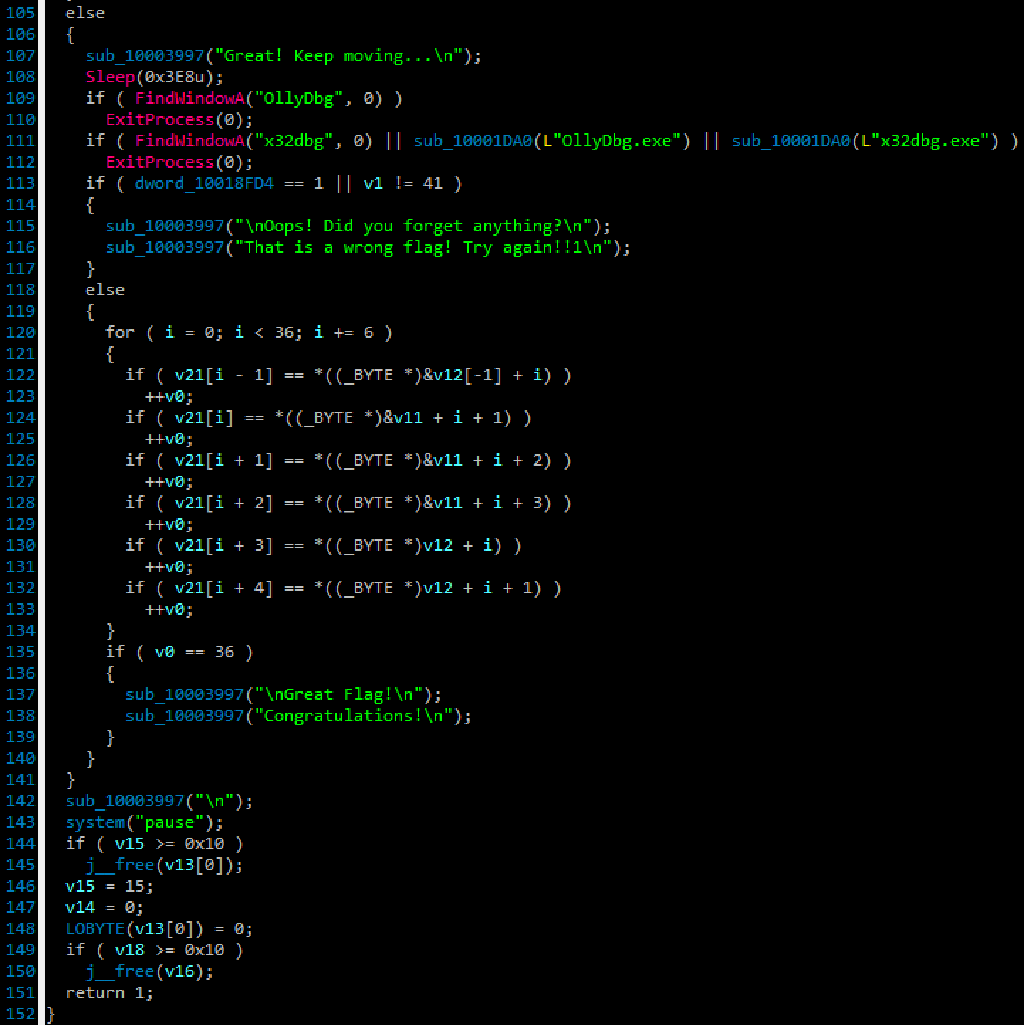 105 else
106 {
107 sub_10003997("Great! Keep moving...\n");
108 Sleep(0x3E8u);
109 if ( FindWindowA("OllyDbg", 0) )
110 ExitProcess(0);
111 if ( FindWindowA("x32dbg", 0) || sub_10001DA0(L"OllyDbg.exe") || sub_10001DA0(L"x32dbg.exe") )
112 ExitProcess(0);
113 if ( dword_10018FD4 == 1 || v1 != 41 )
114 {
115 sub_10003997("\nOops! Did you forget anything?\n");
116 sub_10003997("That is a wrong flag! Try again!!1\n");
117 }
118 else
119 {
120 for ( i = 0; i < 36; i += 6 )
121 {
122 if ( v21[i - 1] == *((_BYTE *)&v12[-1] + i) )
123 ++v0;
124 if ( v21[i] == *((_BYTE *)&v11 + i + 1) )
125 ++v0;
126 if ( v21[i + 1] == *((_BYTE *)&v11 + i + 2) )
127 ++v0;
128 if ( v21[i + 2] == *((_BYTE *)&v11 + i + 3) )
129 ++v0;
130 if ( v21[i + 3] == *((_BYTE *)v12 + i) )
131 ++v0;
132 if ( v21[i + 4] == *((_BYTE *)v12 + i + 1) )
133 ++v0;
134 }
135 if ( v0 == 36 )
136 {
137 sub_10003997("\nGreat Flag!\n");
138 sub_10003997("Congratulations!\n");
139 }
140 }
141 }
142 sub_10003997("\n");
143 system("pause");
144 if ( v15 >= 0x10 )
145 j__free(v13[0]);
146 v15 = 15;
147 v14 = 0;
148 LOBYTE(v13[0]) = 0;
149 if ( v18 >= 0x10 )
150 j__free(v16);
151 return 1;
152 }